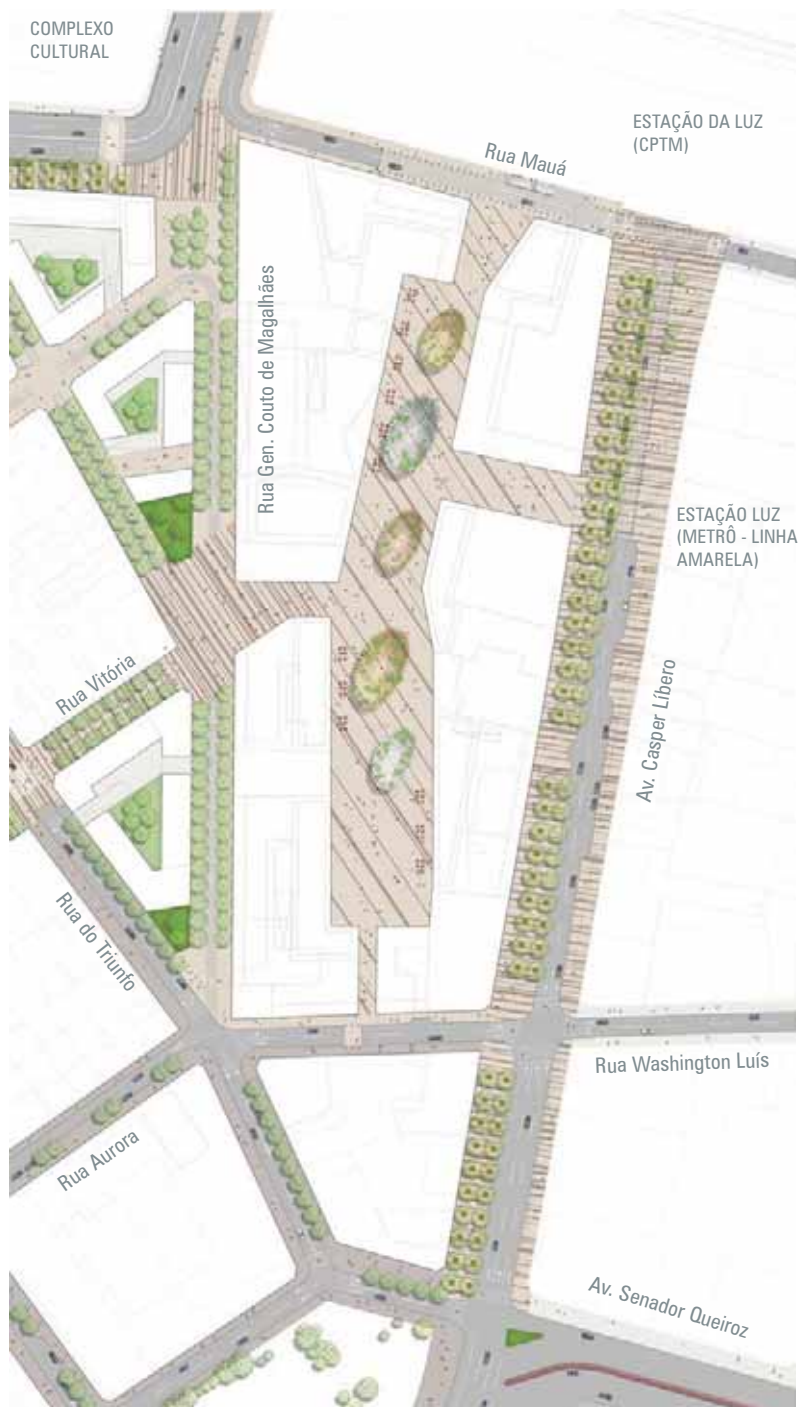 COMPLEXO
CULTURAL
ESTAÇÃO DA LUZ
(CPTM)
Rua Mauá
Rua Gen. Couto de Magalhães
ESTAÇÃO LUZ
(METRÔ - LINHA
AMARELA)
Rua Vitória
Av. Casper Líbero
Rua do Triunfo
Rua Washington Luís
Rua Aurora
Av. Senador Queiroz